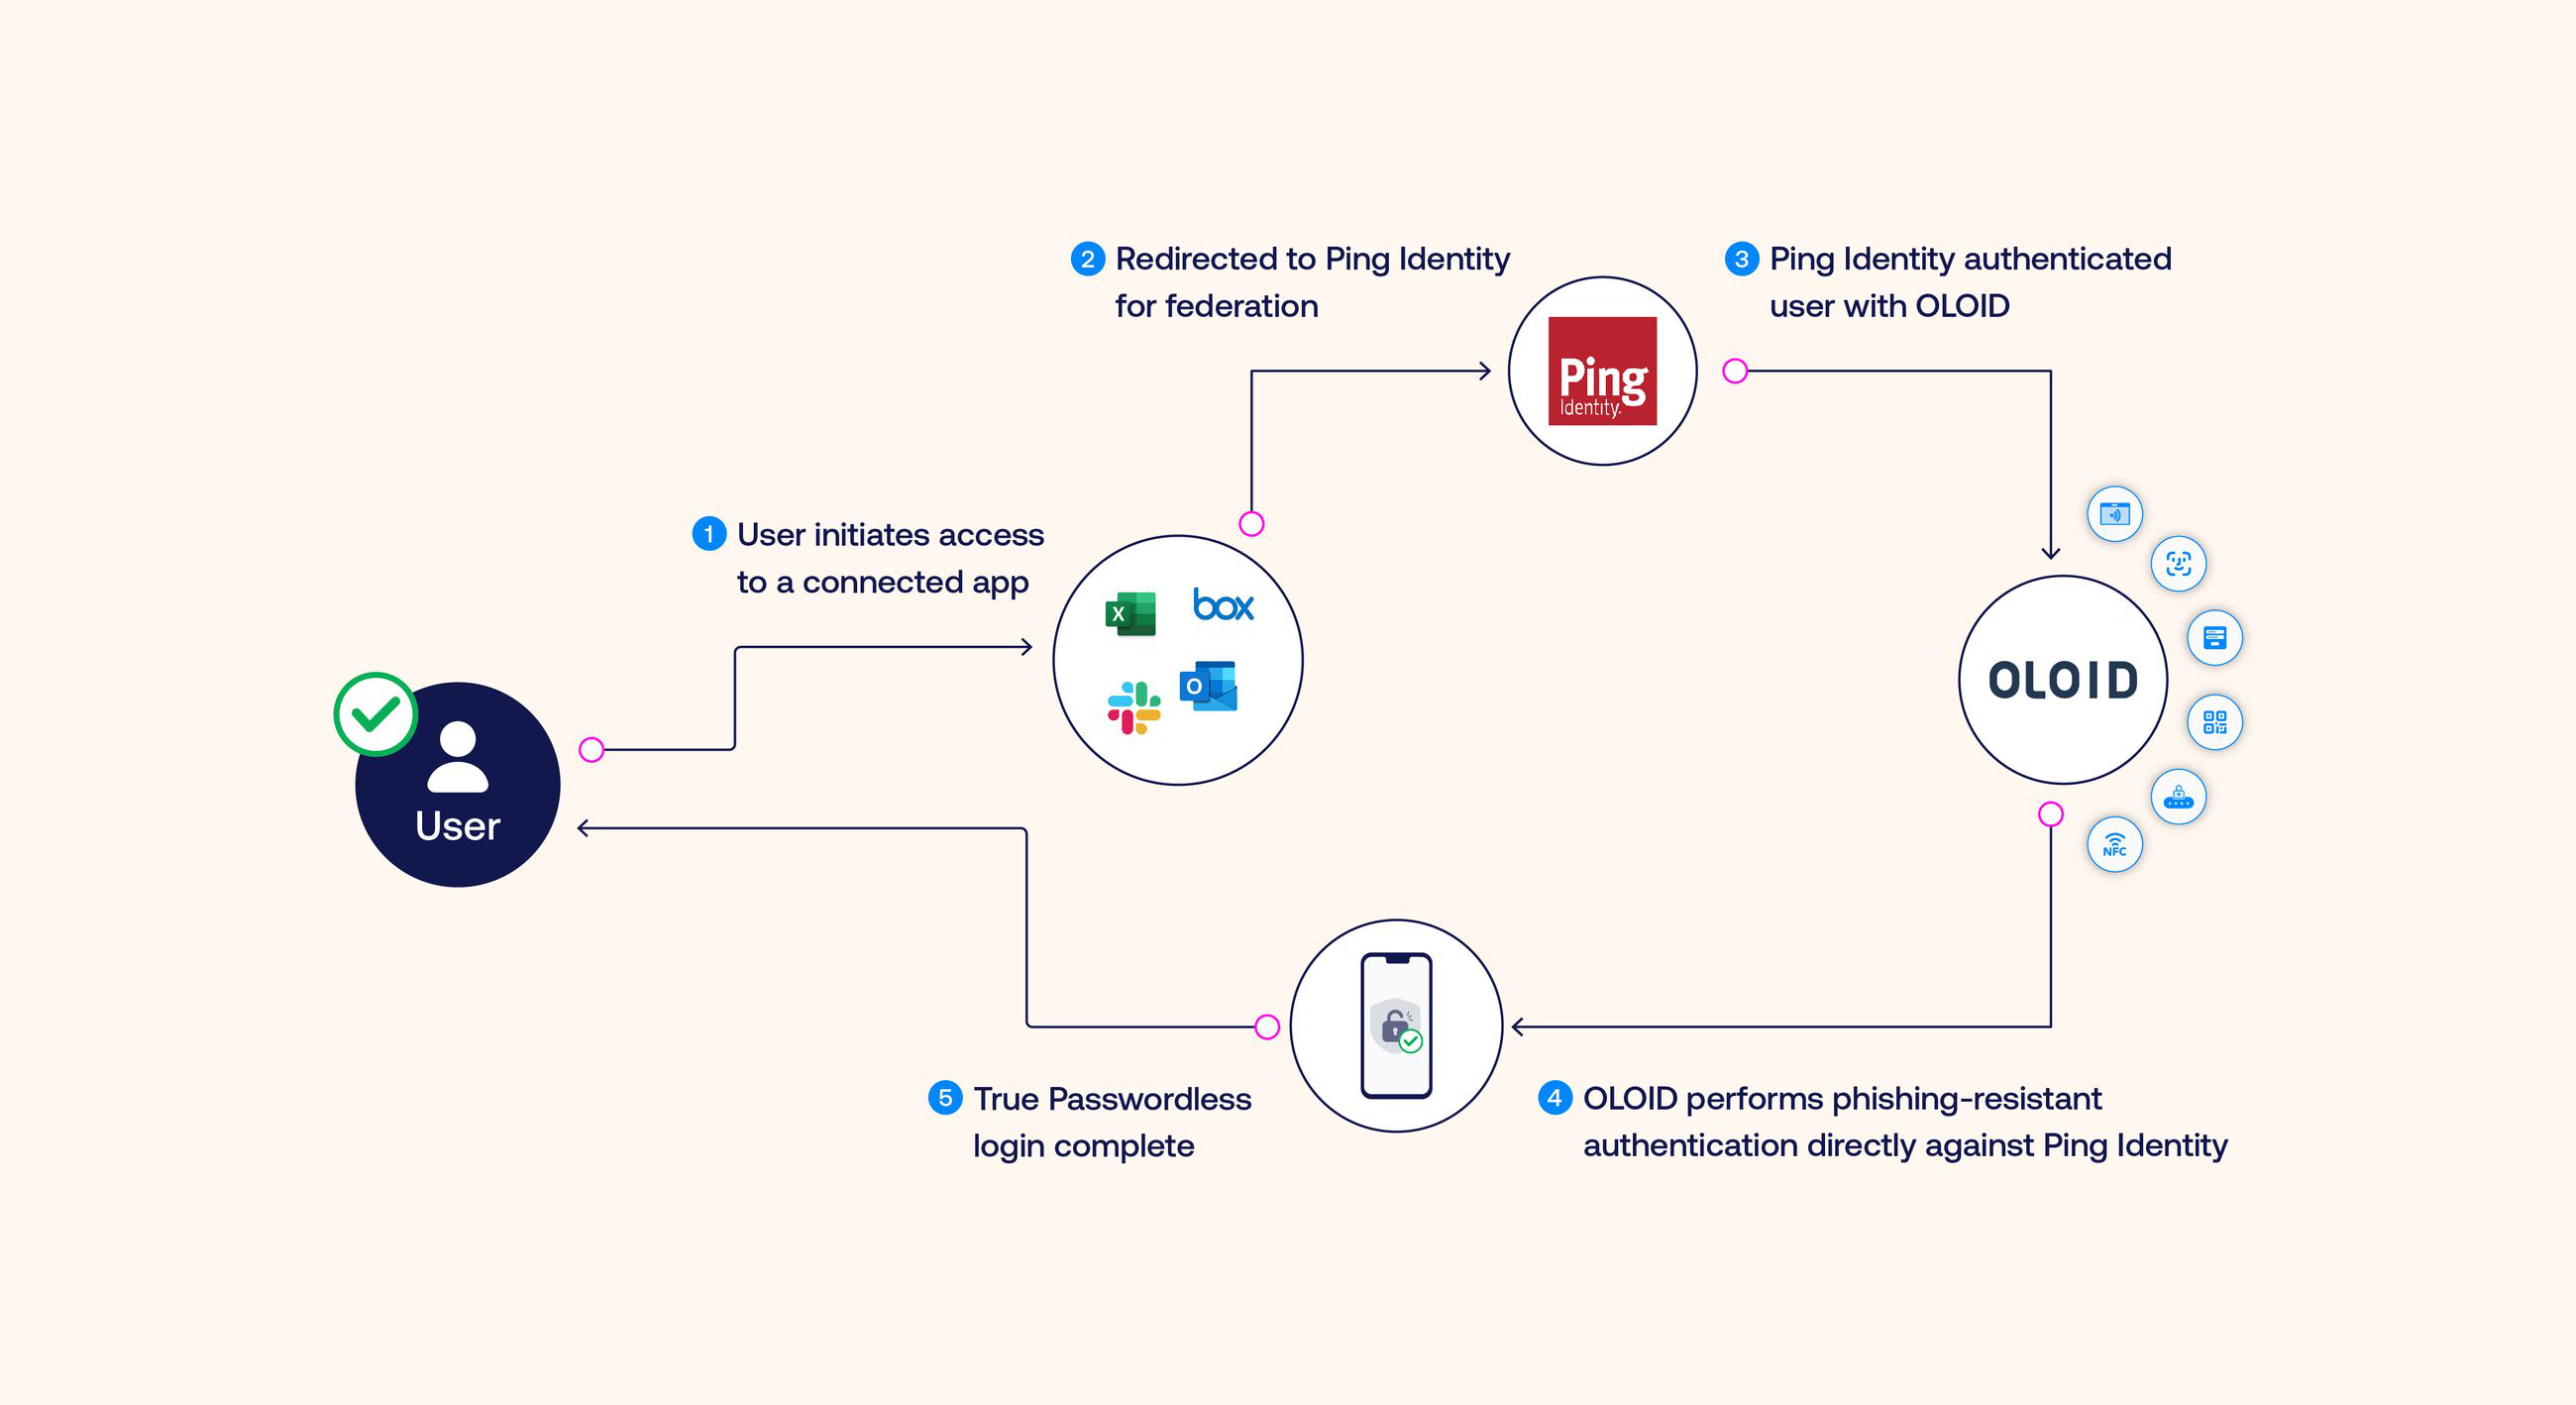 2 Redirected to Ping Identity
for federation
3 Ping Identity authenticated
user with OLOID
Ping
Identity
1 User initiates access
to a connected app
X
box
O
OLOID
User
NFC
5 True Passwordless
login complete
4 OLOID performs phishing-resistant
authentication directly against Ping Identity